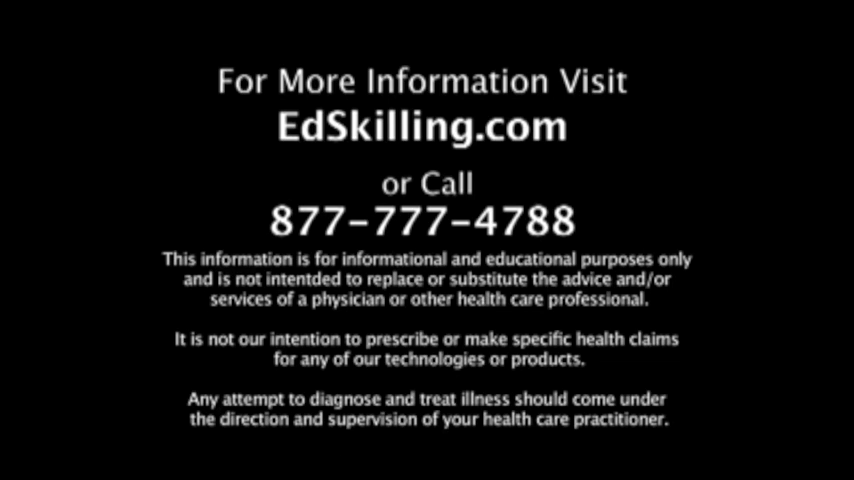 For More Information Visit
EdSkilling.com
or Call
877-777-4788
This information is for informational and educational purposes only
and is not intentded to replace or substitute the advice and/or
services of a physician or other health care professional.
It is not our intention to prescribe or make specific health claims
for any of our technologies or products.
Any attempt to diagnose and treat illness should come under
the direction and supervision of your health care practitioner.